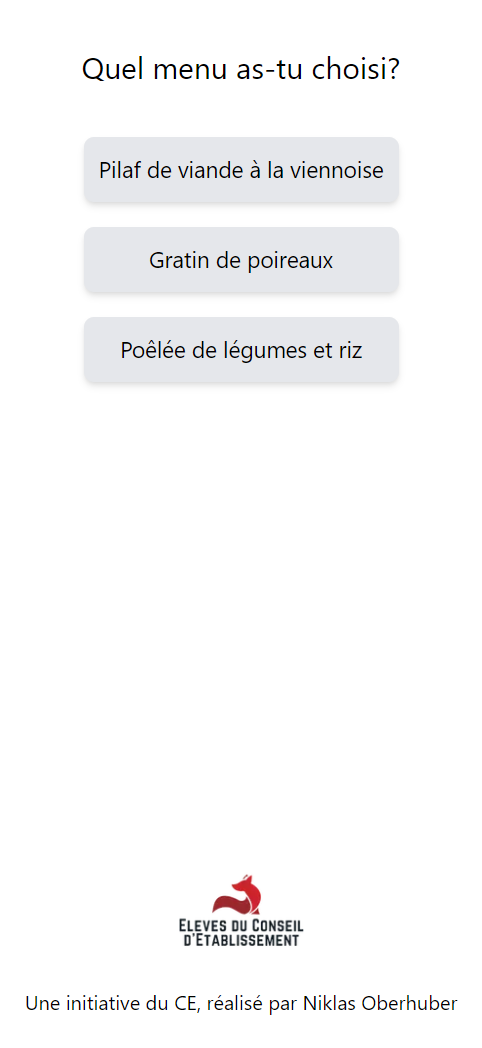 Quel menu as-tu choisi?
Pilaf de viande à la viennoise
Gratin de poireaux
Poêlée de légumes et riz
ELEVES DU CONSEIL
D'ETABLISSEMENT
Une initiative du CE, réalisé par Niklas Oberhuber